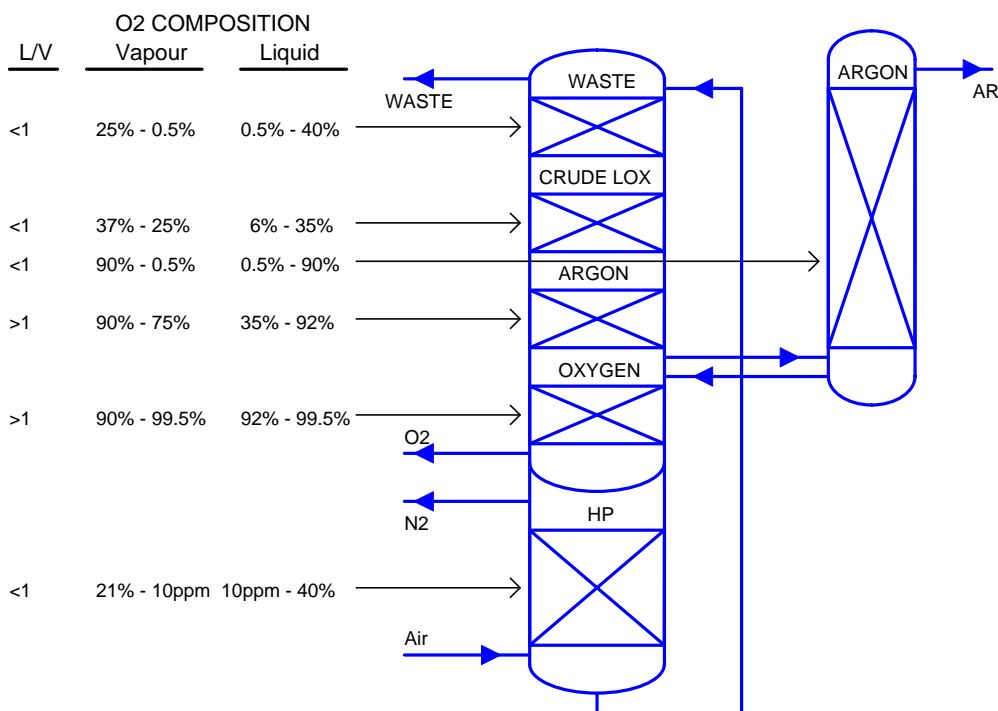 O2 COMPOSITION
L/V Vapour Liquid
WASTE
ARGON
WASTE
AR
<1 25% - 0.5% 0.5% - 40%
CRUDE LOX
<1 37% - 25% 6% - 35%
<1 90% - 0.5% 0.5% - 90%
ARGON
>1 90% - 75% 35% - 92%
OXYGEN
>1 90% - 99.5% 92% - 99.5%
O2
N2
HP
<1 21% - 10ppm 10ppm - 40%
Air